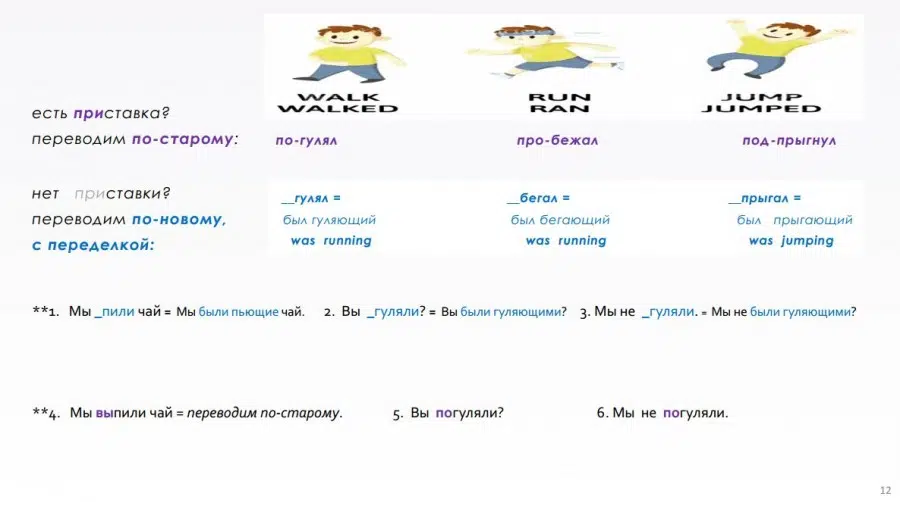 WALK RUN JUMP
WALKED RAN JUMPED
есть приставка?
переводим по-старому: по-гулял про-бежал под-прыгнул
нет приставки? __гулял = __бегал = __прыгал =
переводим по-новому, был гуляющий был бегающий был прыгающий
с переделкой: was running was running was jumping
**1. Мы _пили чай = Мы были пьющие чай. 2. Вы _гуляли? = Вы были гуляющими? 3. Мы не _гуляли. = Мы не были гуляющими?
**4. Мы выпили чай = переводим по-старому. 5. Вы погуляли? 6. Мы не погуляли.
12